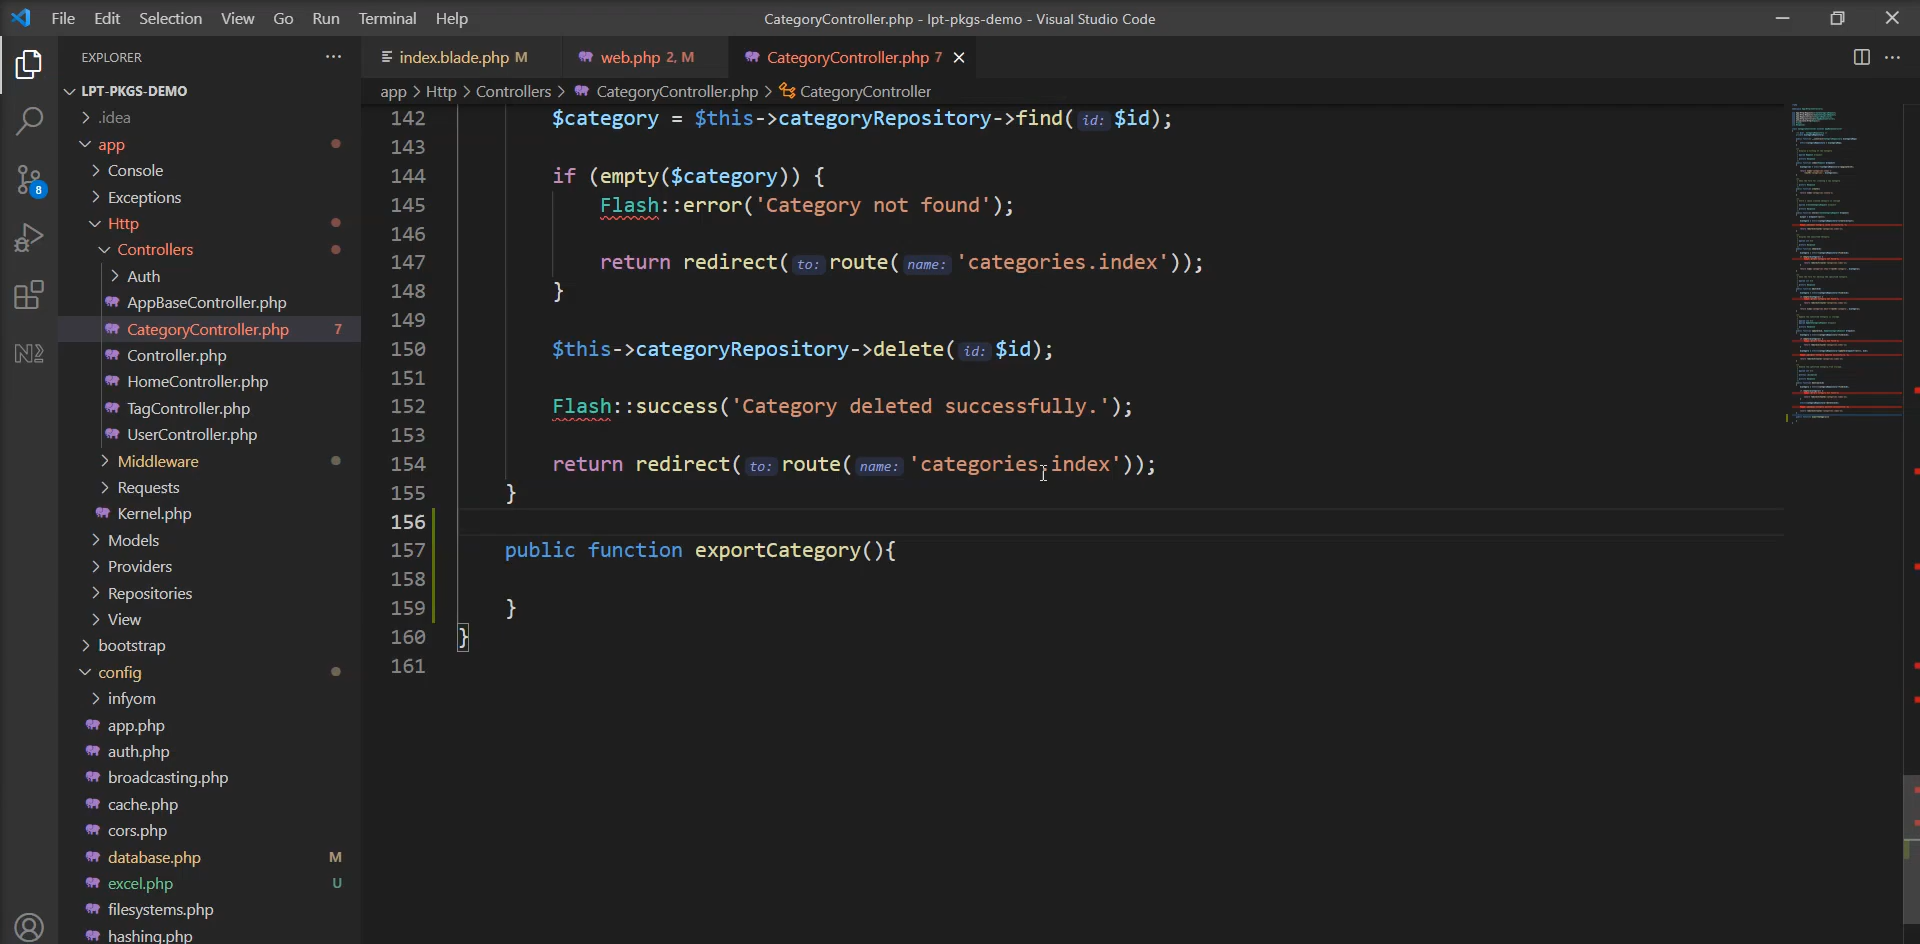 File Edit Selection View Go Run Terminal Help
CategoryController.php - lpt-pkgs-demo - Visual Studio Code
EXPLORER
index.blade.php M
web.php 2, M
CategoryController.php 7
LPT-PKGS-DEMO
app > Http > Controllers > CategoryController.php > CategoryController
.idea
app
Console
Exceptions
Http
Controllers
Auth
AppBaseController.php
CategoryController.php 7
Controller.php
HomeController.php
TagController.php
UserController.php
Middleware
Requests
Kernel.php
Models
Providers
Repositories
View
bootstrap
config
infyom
app.php
auth.php
broadcasting.php
cache.php
cors.php
database.php M
excel.php U
filesystems.php
hashing.php
8
142 $category = $this->categoryRepository->find( id: $id);
143
144 if (empty($category)) {
145 Flash::error('Category not found');
146
147 return redirect( to: route( name: 'categories.index'));
148 }
149
150 $this->categoryRepository->delete( id: $id);
151
152 Flash::success('Category deleted successfully.');
153
154 return redirect( to: route( name: 'categories.index'));
155 }
156
157 public function exportCategory(){
158
159 }
160 }
161